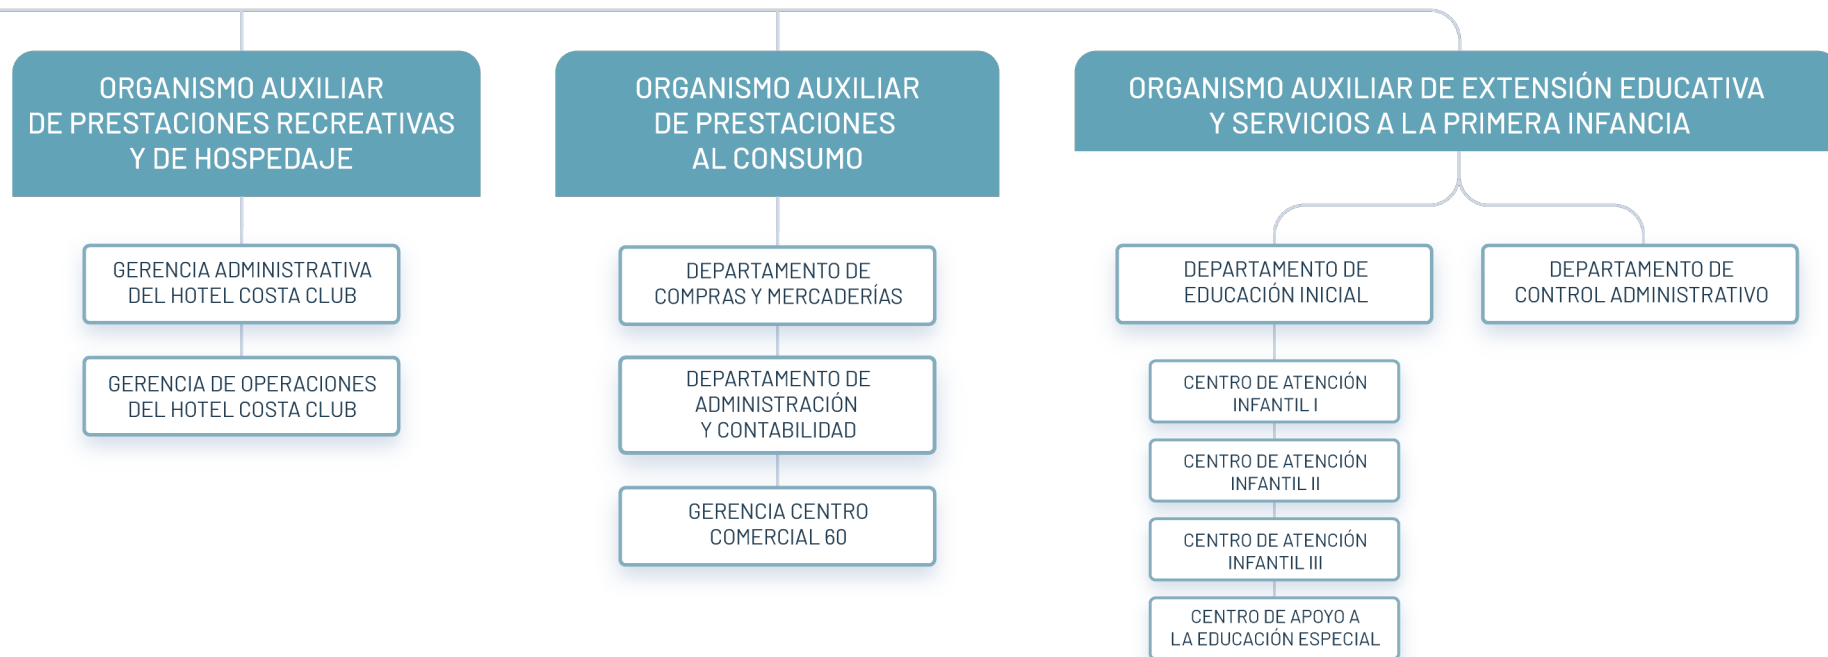 ORGANISMO AUXILIAR
DE PRESTACIONES RECREATIVAS
Y DE HOSPEDAJE
GERENCIA ADMINISTRATIVA
DEL HOTEL COSTA CLUB
GERENCIA DE OPERACIONES
DEL HOTEL COSTA CLUB
ORGANISMO AUXILIAR
DE PRESTACIONES
AL CONSUMO
DEPARTAMENTO DE
COMPRAS Y MERCADERÍAS
DEPARTAMENTO DE
ADMINISTRACIÓN
Y CONTABILIDAD
GERENCIA CENTRO
COMERCIAL 60
ORGANISMO AUXILIAR DE EXTENSIÓN EDUCATIVA
Y SERVICIOS A LA PRIMERA INFANCIA
DEPARTAMENTO DE
EDUCACIÓN INICIAL
CENTRO DE ATENCIÓN
INFANTIL I
CENTRO DE ATENCIÓN
INFANTIL II
CENTRO DE ATENCIÓN
INFANTIL III
CENTRO DE APOYO A
LA EDUCACIÓN ESPECIAL
DEPARTAMENTO DE
CONTROL ADMINISTRATIVO